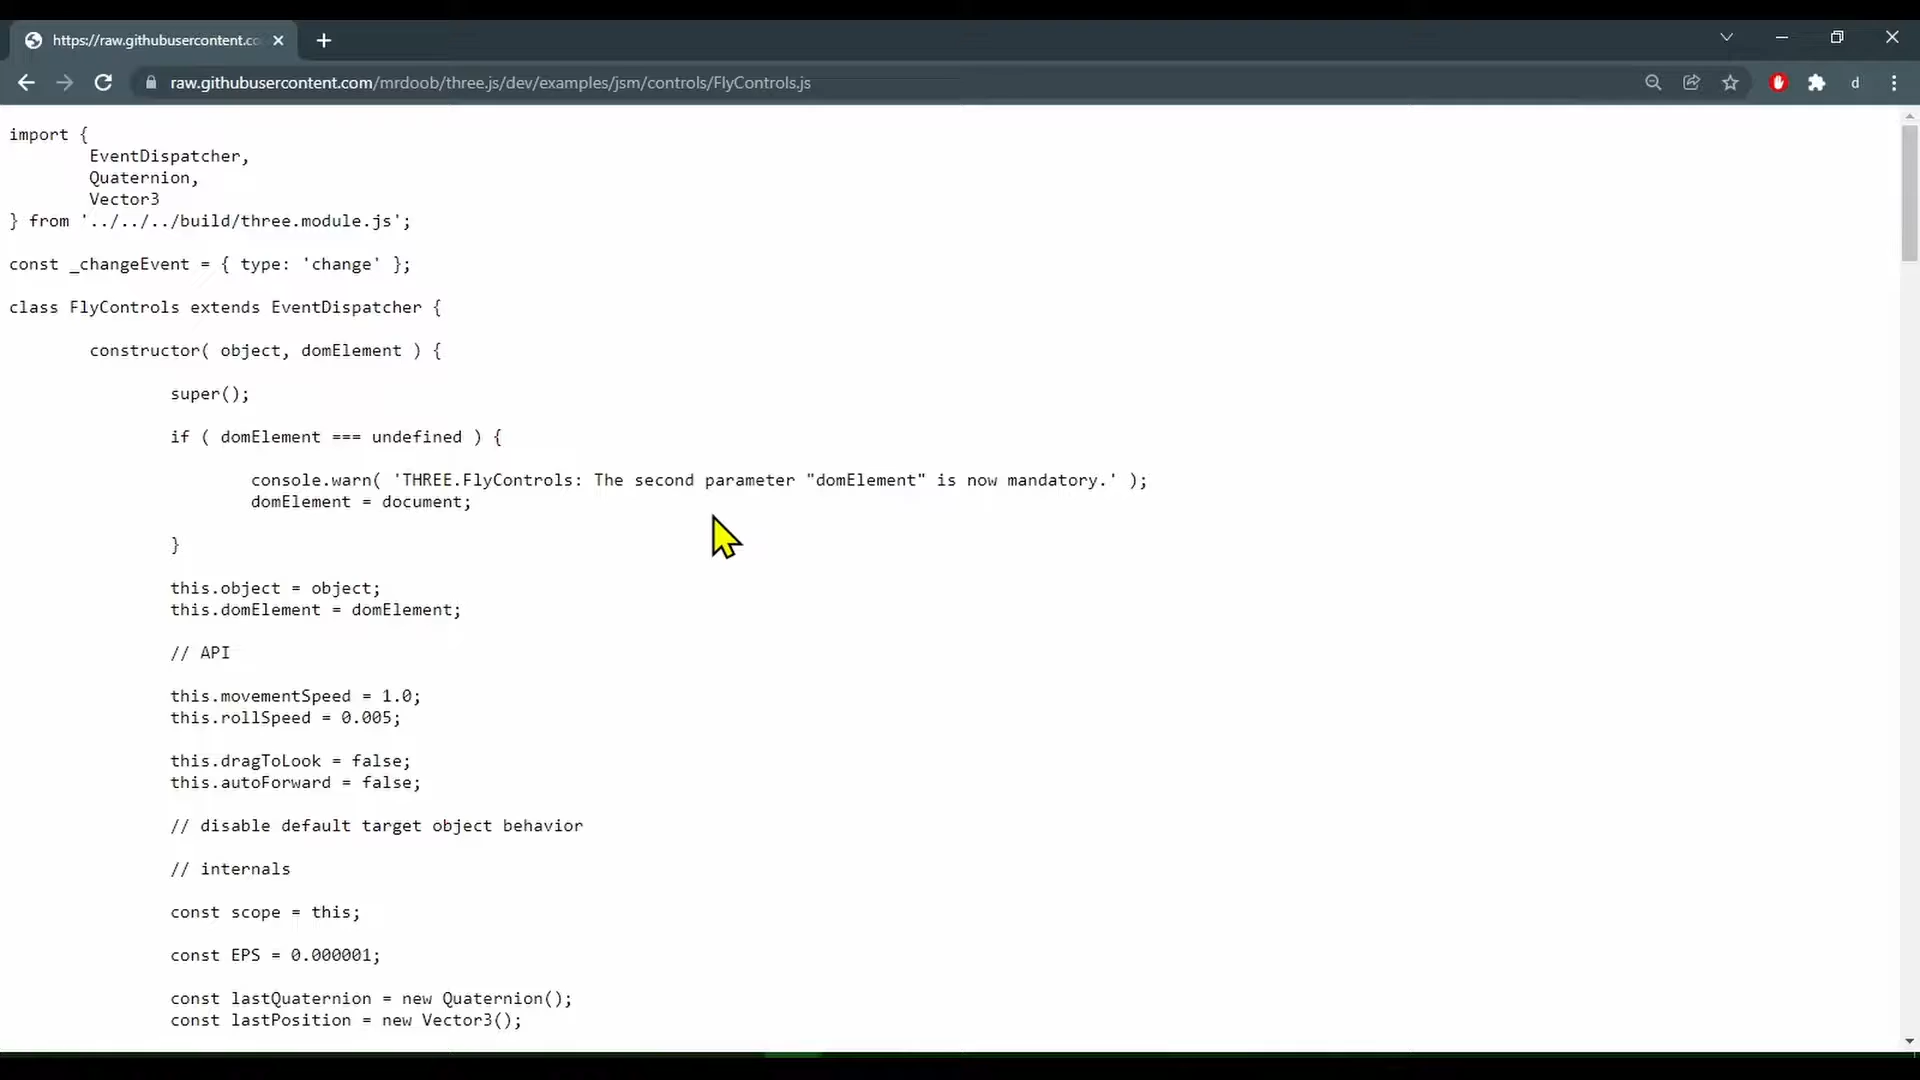 https://raw.githubusercontent.co
raw.githubusercontent.com/mrdoob/three.js/dev/examples/jsm/controls/FlyControls.js
d
import {
EventDispatcher,
Quaternion,
Vector3
} from '../../../build/three.module.js';
const _changeEvent = { type: 'change' };
class FlyControls extends EventDispatcher {
constructor( object, domElement ) {
super();
if ( domElement === undefined ) {
console.warn( 'THREE.FlyControls: The second parameter "domElement" is now mandatory.' );
domElement = document;
}
this.object = object;
this.domElement = domElement;
// API
this.movementSpeed = 1.0;
this.rollSpeed = 0.005;
this.dragToLook = false;
this.autoForward = false;
// disable default target object behavior
// internals
const scope = this;
const EPS = 0.000001;
const lastQuaternion = new Quaternion();
const lastPosition = new Vector3();